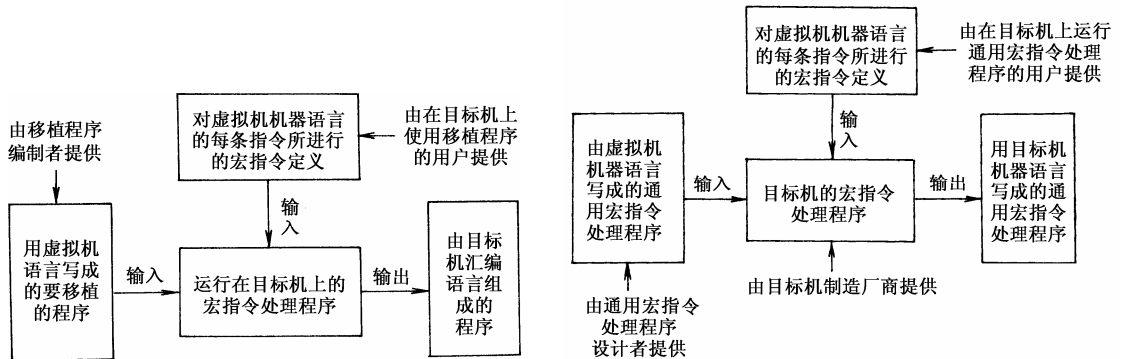 由移植程序
编制者提供
对虚拟机机器语言
的每条指令所进行
的宏指令定义
由在目标机上
使用移植程序
的用户提供
输
入
用虚拟机
语言写成
的要移植
的程序
输入
运行在目标机上的
宏指令处理程序
输出
由目标
机汇编
语言组
成的
程序
对虚拟机机器语言
的每条指令所进行
的宏指令定义
由在目标机上运行
通用宏指令处理
程序的用户提供
输
入
由虚拟机
机器语言
写成的通
用宏指令
处理程序
输入
目标机的宏指令
处理程序
输出
用目标机
机器语言
写成的通
用宏指令
处理程序
由通用宏指令
处理程序
设计者提供
由目标机制造厂商提供